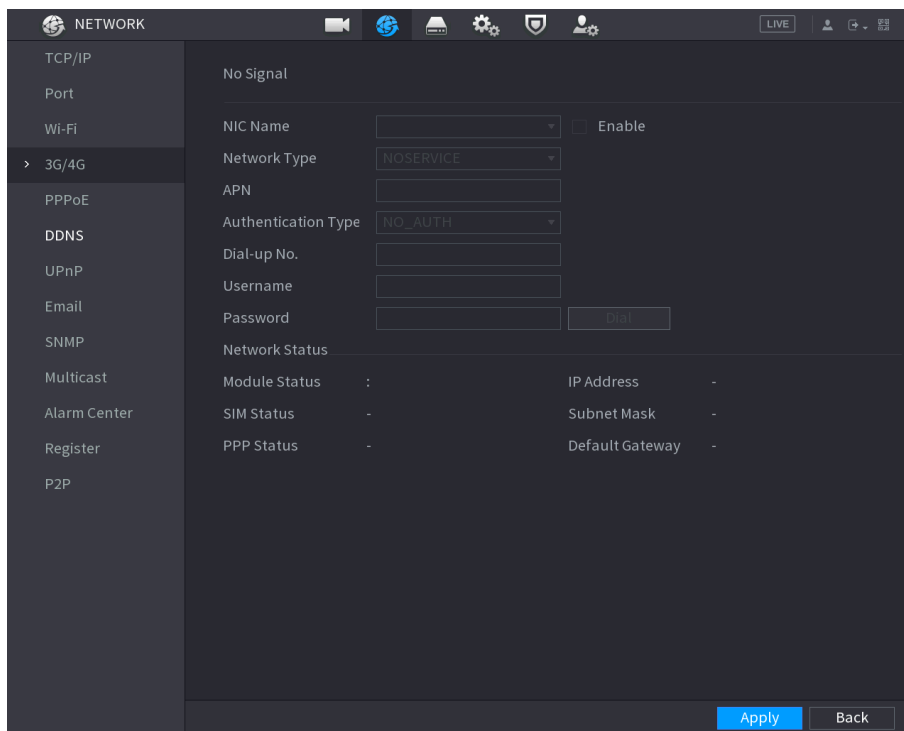 NETWORK
LIVE
TCP/IP
Port
Wi-Fi
3G/4G
PPPoE
DDNS
UPnP
Email
SNMP
Multicast
Alarm Center
Register
P2P
No Signal
NIC Name Enable
Network Type NOSERVICE
APN
Authentication Type NO_AUTH
Dial-up No.
Username
Password Dial
Network Status
Module Status : IP Address -
SIM Status - Subnet Mask -
PPP Status - Default Gateway -
Apply Back